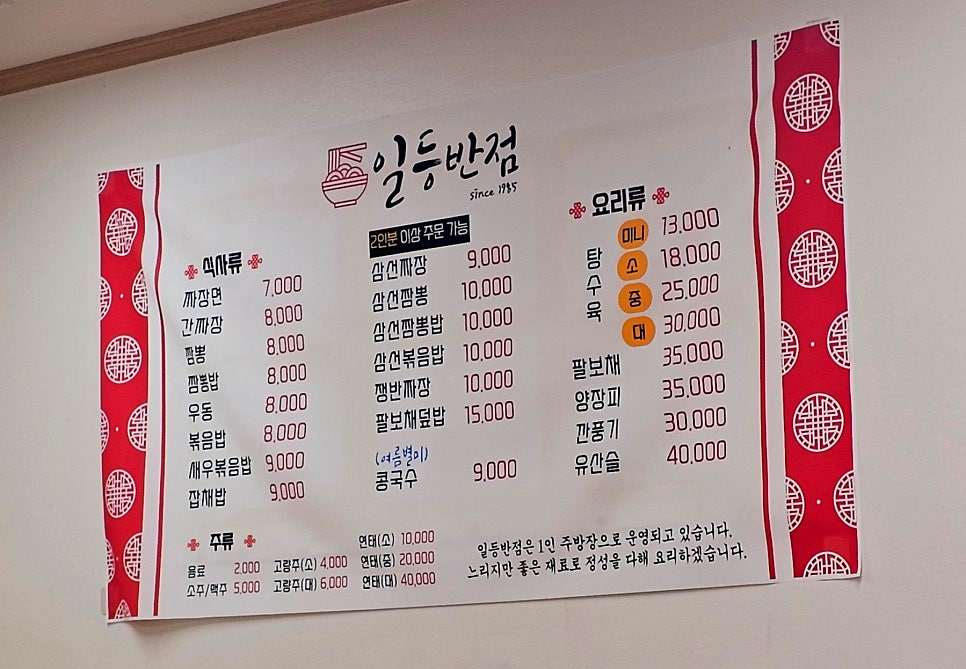 일등반점
since 1985
식사류
짜장면 7,000
간짜장 8,000
짬뽕 8,000
짬뽕밥 8,000
우동 8,000
볶음밥 8,000
새우볶음밥 9,000
잡채밥 9,000
2인분 이상 주문 가능
삼선짜장 9,000
삼선짬뽕 10,000
삼선짬뽕밥 10,000
삼선볶음밥 10,000
쟁반짜장 10,000
팔보채덮밥 15,000
(여름별미)
콩국수 9,000
요리류
탕수육
미니 13,000
소 18,000
중 25,000
대 30,000
팔보채 35,000
양장피 35,000
깐풍기 30,000
유산슬 40,000
주류
음료 2,000
소주/맥주 5,000
고량주(소) 4,000
고량주(대) 6,000
연태(소) 10,000
연태(중) 20,000
연태(대) 40,000
일등반점은 1인 주방장으로 운영되고 있습니다.
느리지만 좋은 재료로 정성을 다해 요리하겠습니다.